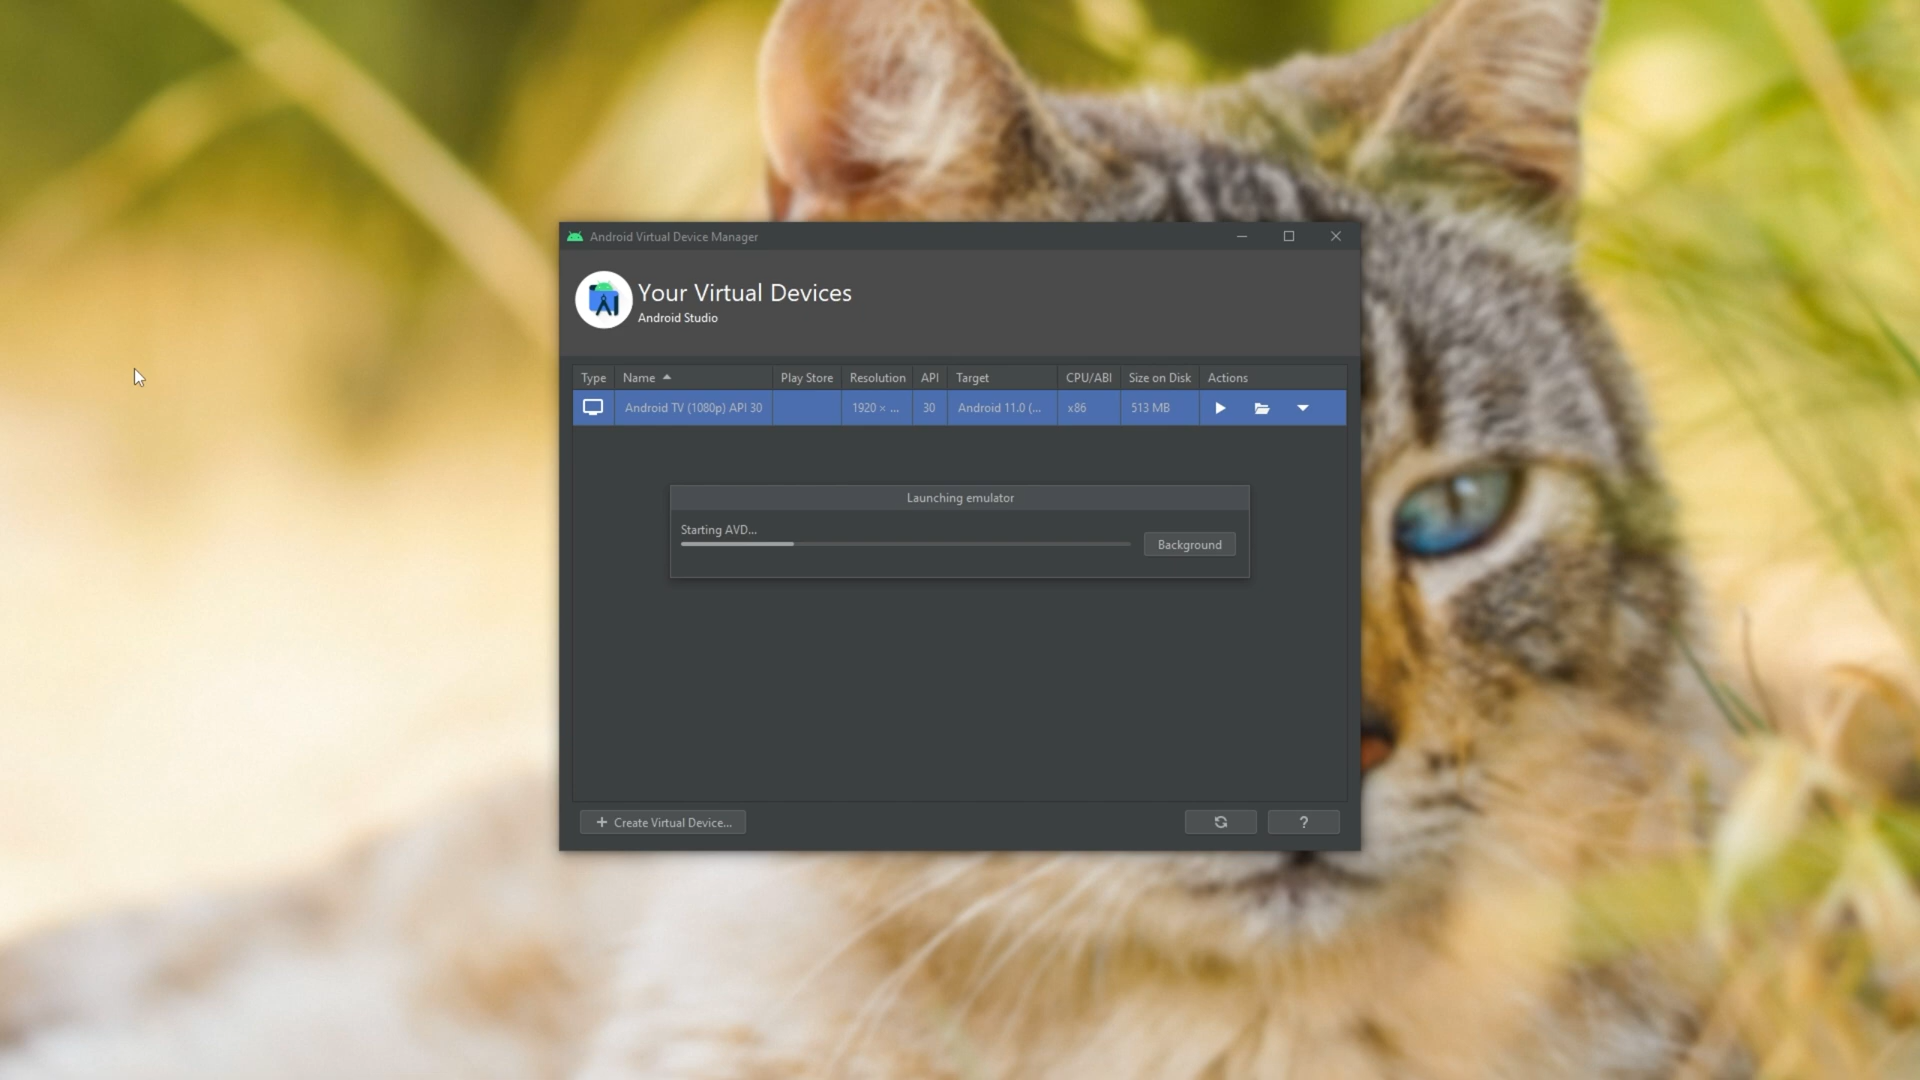 Android Virtual Device Manager
Your Virtual Devices
Android Studio
Type Name Play Store Resolution API Target CPU/ABI Size on Disk Actions
Android TV (1080p) API 30 1920 × ... 30 Android 11.0 (... x86 513 MB
Launching emulator
Starting AVD...
Background
+ Create Virtual Device...
?